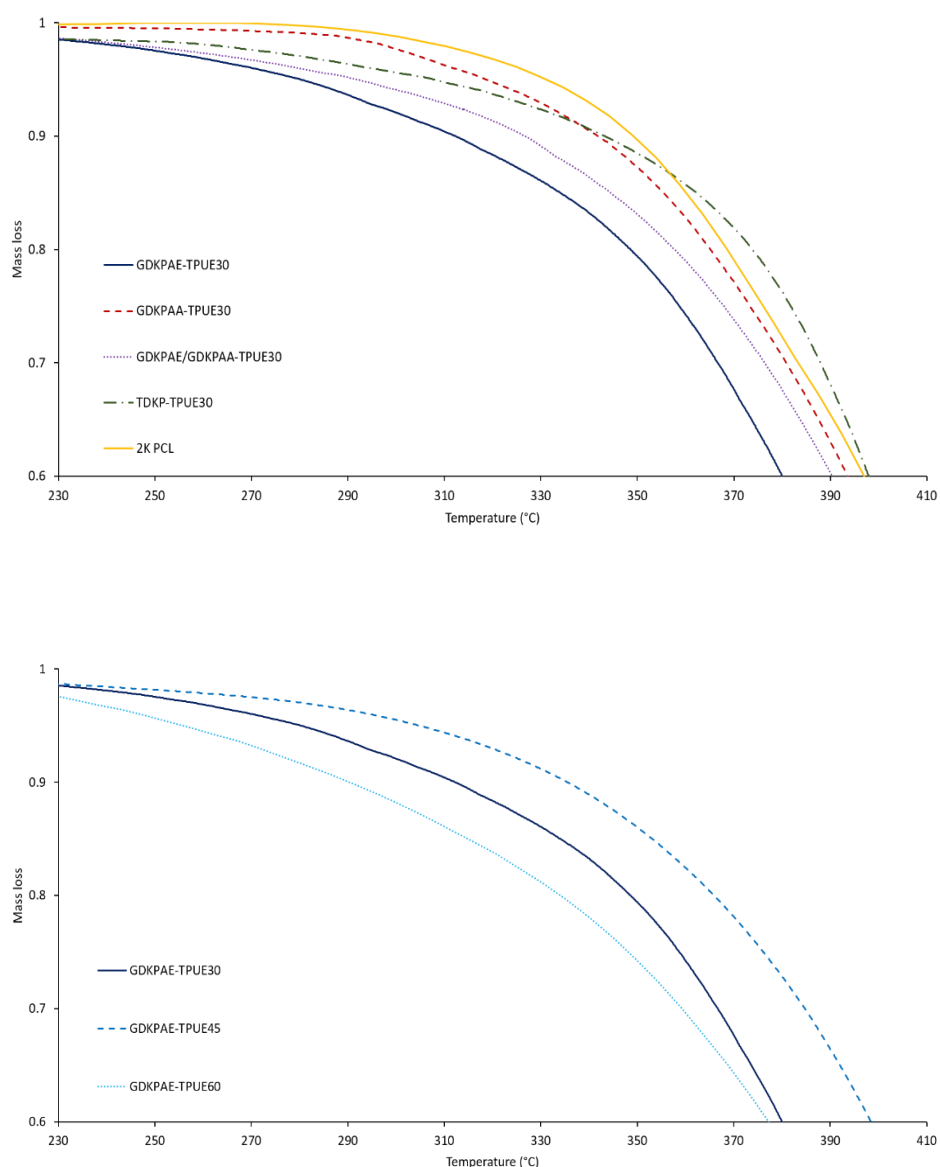 1
0.9
0.8
0.7
0.6
Mass loss
GDKPAE-TPUE30
GDKPAA-TPUE30
GDKPAE/GDKPAA-TPUE30
TDKP-TPUE30
2K PCL
230 250 270 290 310 330 350 370 390 410
Temperature (°C)
1
0.9
0.8
0.7
0.6
Mass loss
GDKPAE-TPUE30
GDKPAE-TPUE45
GDKPAE-TPUE60
230 250 270 290 310 330 350 370 390 410
Temperature (°C)